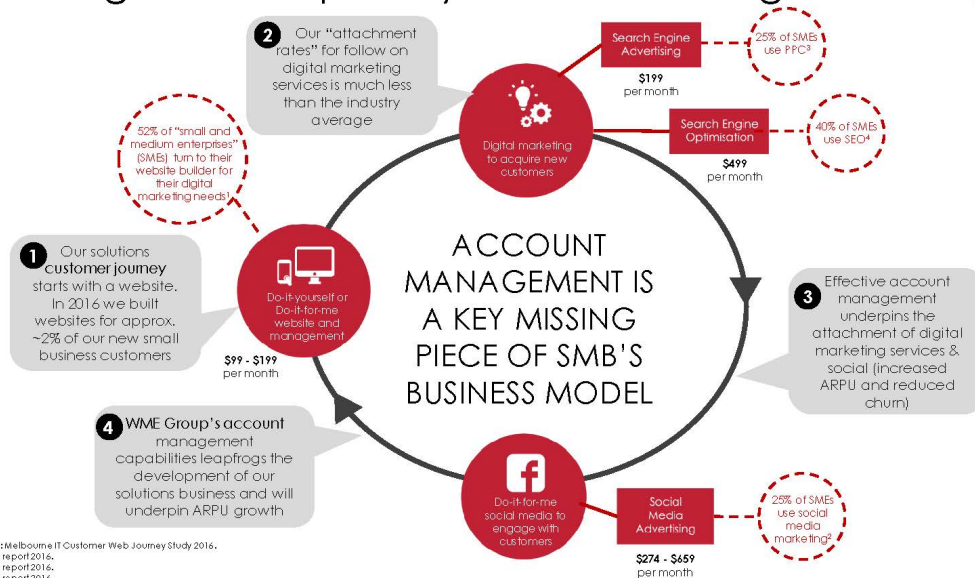 2 Our "attachment
rates" for follow on
digital marketing
services is much less
than the industry
average
Search Engine
Advertising
$199
per month
25% of SMEs
use PPC³
Search Engine
Optimisation
$499
per month
40% of SMEs
use SEO⁴
Digital marketing
to acquire new
customers
52% of "small and
medium enterprises"
(SMEs) turn to their
website builder for
their digital
marketing needs¹
1 Our solutions
customer journey
starts with a website.
In 2016 we built
websites for approx.
~2% of our new small
business customers
Do-it-yourself or
Do-it-for-me
website and
management
$99 - $199
per month
ACCOUNT
MANAGEMENT IS
A KEY MISSING
PIECE OF SMB'S
BUSINESS MODEL
3 Effective account
management
underpins the
attachment of digital
marketing services &
social (increased
ARPU and reduced
churn)
4 WME Group's account
management
capabilities leapfrogs the
development of our
solutions business and will
underpin ARPU growth
Do-it-for-me
social media to
engage with
customers
Social
Media
Advertising
$274 - $659
per month
25% of SMEs
use social
media
marketing²
: Melbourne IT Customer Web Journey Study 2016.
report 2016.
report 2016.
report 2016.